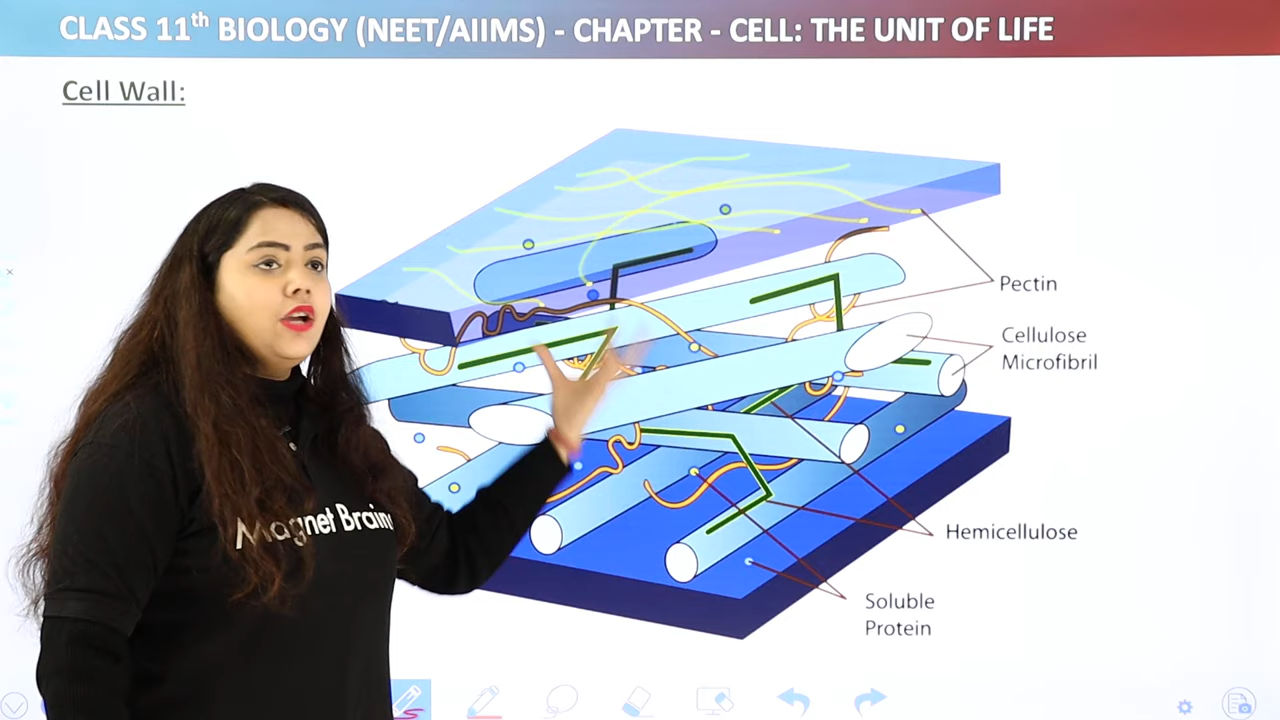 CLASS 11th BIOLOGY (NEET/AIIMS) - CHAPTER - CELL: THE UNIT OF LIFE
Cell Wall:
Pectin
Cellulose
Microfibril
Magnet Brains
Hemicellulose
Soluble
Protein